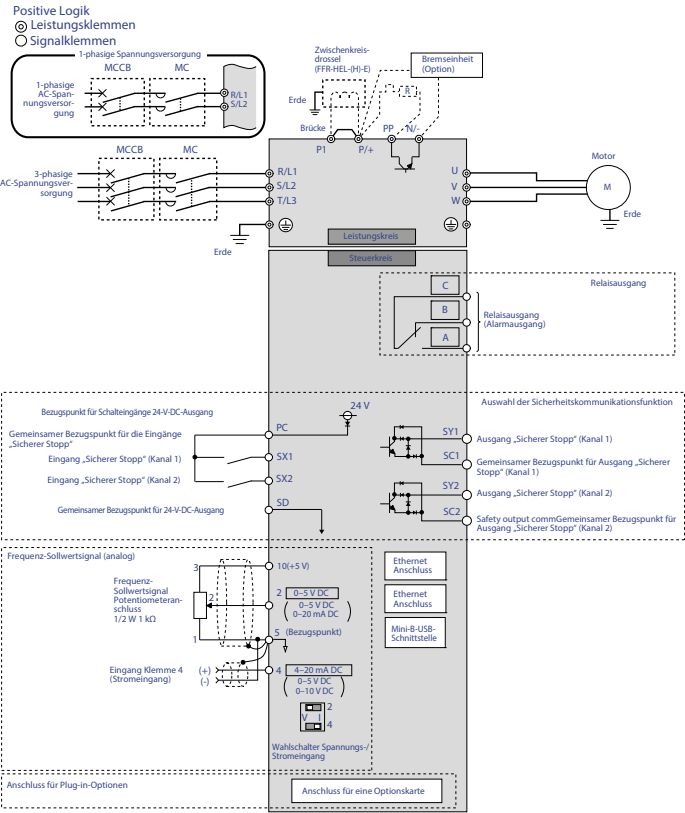 Positive Logik
Leistungsklemmen
Signalklemmen
1-phasige Spannungsversorgung
MCCB
MC
1-phasige
AC-Span-
nungsversor-
gung
R/L1
S/L2
Zwischenkreis-
drossel
(FFR-HEL-(H)-E)
Bremseinheit
(Option)
R
Erde
Brücke
P1
P/+
PP
N/-
MCCB
MC
3-phasige
AC-Spannungsver-
sorgung
R/L1
S/L2
T/L3
U
V
W
Motor
M
Erde
Erde
Leistungskreis
Steuerkreis
Relaisausgang
C
B
A
Relaisausgang
(Alarmausgang)
Auswahl der Sicherheitskommunikationsfunktion
Bezugspunkt für Schalteingänge 24-V-DC-Ausgang
24 V
PC
Gemeinsamer Bezugspunkt für die Eingänge
„Sicherer Stopp“
Eingang „Sicherer Stopp“ (Kanal 1)
SX1
Eingang „Sicherer Stopp“ (Kanal 2)
SX2
Gemeinsamer Bezugspunkt für 24-V-DC-Ausgang
SD
SY1
Ausgang „Sicherer Stopp“ (Kanal 1)
SC1
Gemeinsamer Bezugspunkt für Ausgang „Sicherer
Stopp“ (Kanal 1)
SY2
Ausgang „Sicherer Stopp“ (Kanal 2)
SC2
Safety output commGemeinsamer Bezugspunkt für
Ausgang „Sicherer Stopp“ (Kanal 2)
Frequenz-Sollwertsignal (analog)
3
10(+5 V)
Frequenz-
Sollwertsignal
Potentiometeran-
schluss
1/2 W 1 kΩ
2
2
0–5 V DC
0–5 V DC
0–20 mA DC
1
5 (Bezugspunkt)
Eingang Klemme 4
(Stromeingang)
(+)
(-)
4
4–20 mA DC
0–5 V DC
0–10 V DC
2
V I
4
Wahlschalter Spannungs-/
Stromeingang
Ethernet
Anschluss
Ethernet
Anschluss
Mini-B-USB-
Schnittstelle
Anschluss für Plug-in-Optionen
Anschluss für eine Optionskarte